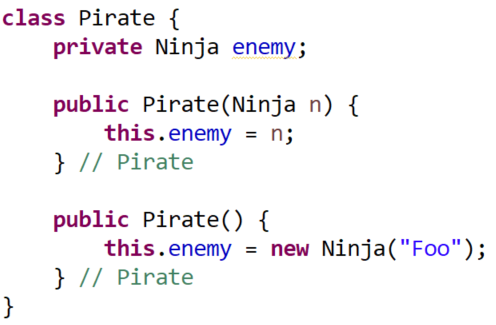 class Pirate {
    private Ninja enemy;
    public Pirate(Ninja n) {
        this.enemy = n;
    } // Pirate
    public Pirate() {
        this.enemy = new Ninja("Foo");
    } // Pirate
}